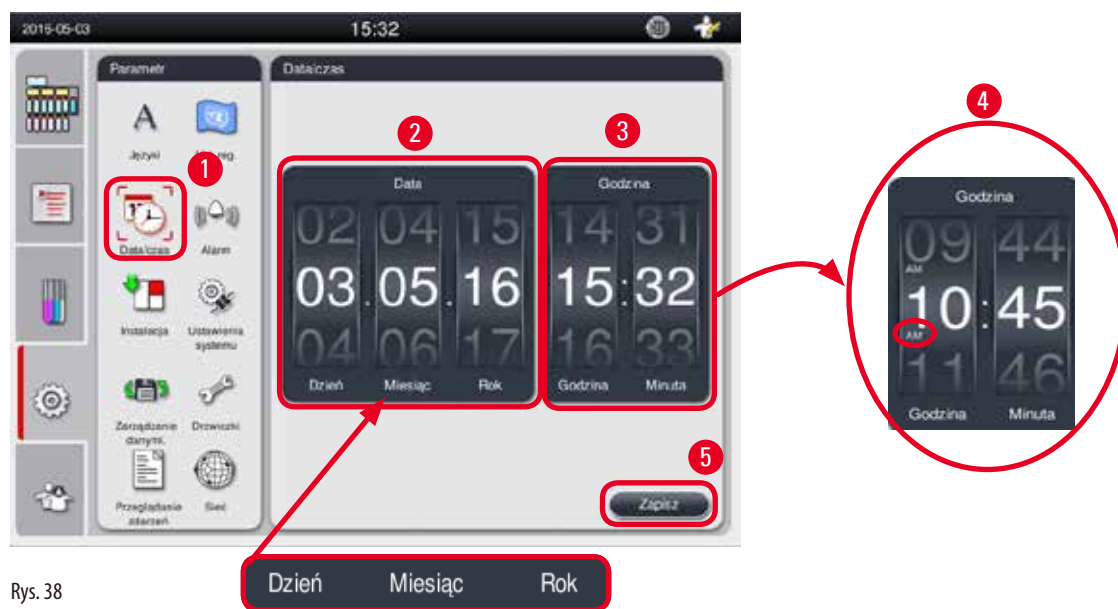 2016-05-03 15:32
Parametr
Języki
reg.
Data/czas
Alarm
Instalacja
Ustawienia
systemu
Zarządzanie
danymi.
Drzwiczki
Przeglądanie
zdarzeń
Sieć
Data/czas
Data
02 04 15
03.05.16
04 06 17
Dzień Miesiąc Rok
Godzina
14 31
15:32
16 33
Godzina Minuta
Zapisz
1
2
3
4
5
Godzina
09 44
AM
10:45
AM
11 46
Godzina Minuta
Dzień Miesiąc Rok
Rys. 38